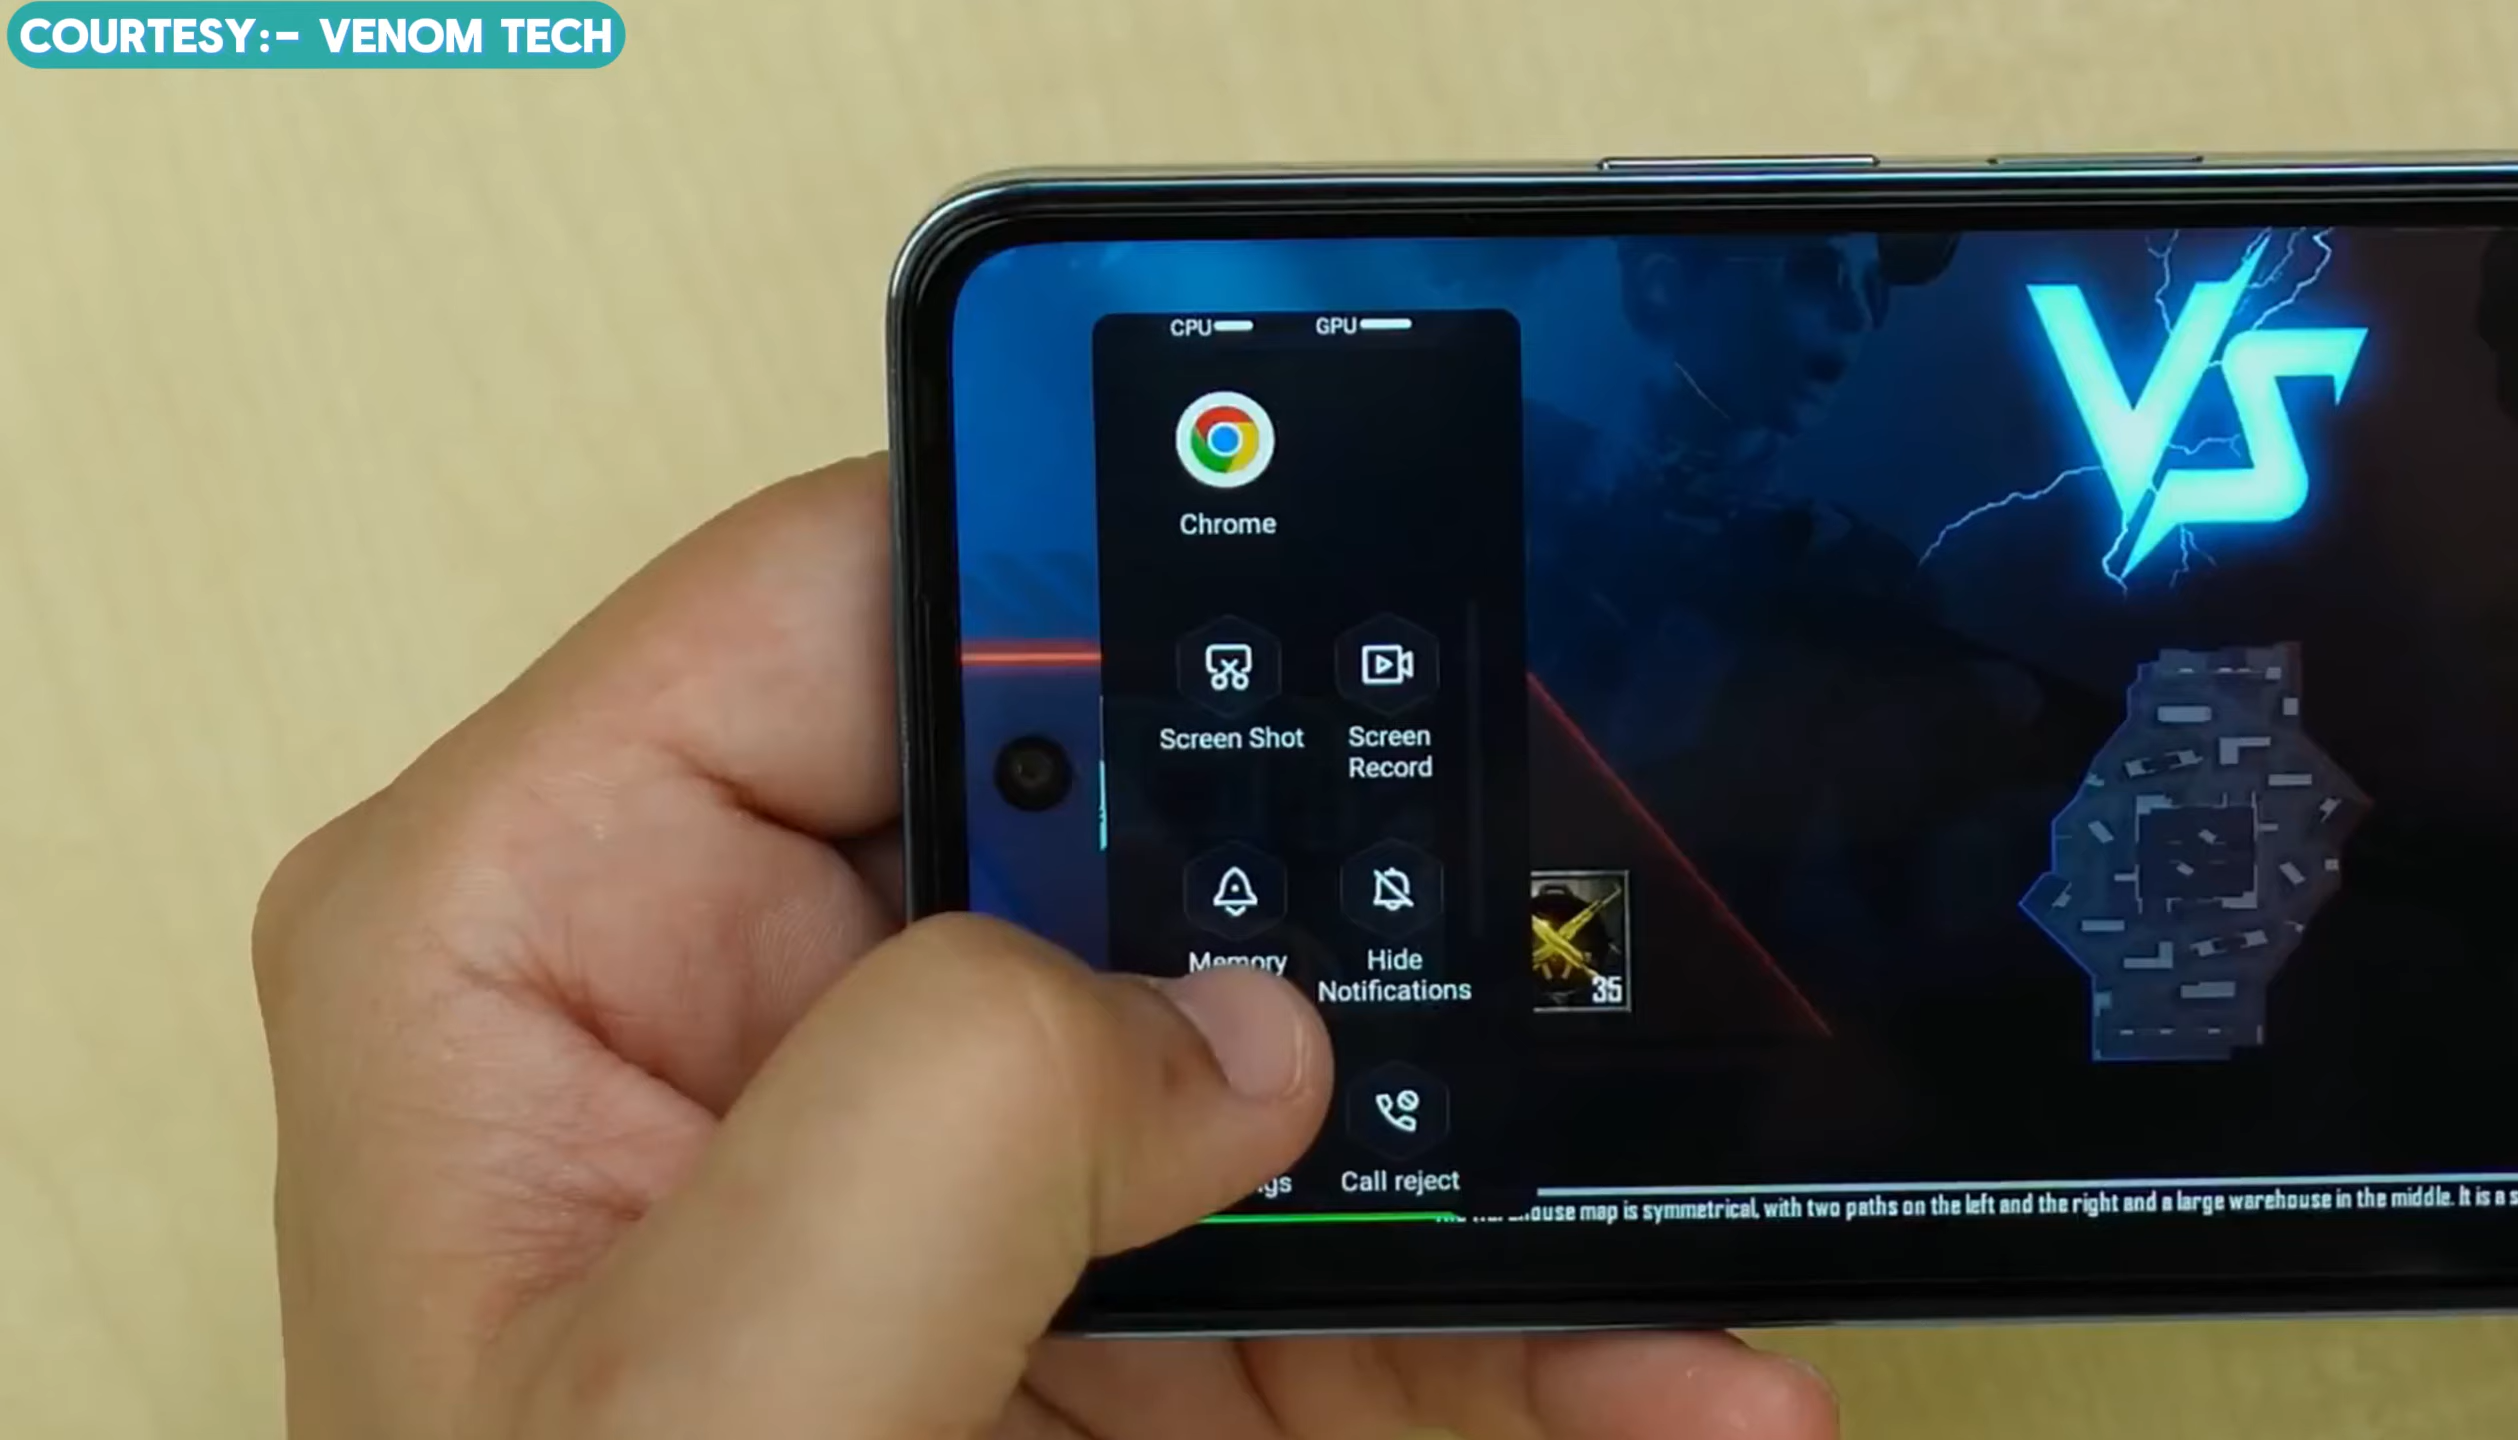 COURTESY:- VENOM TECH
CPU GPU
Chrome
Screen Shot
Screen
Record
Memory
Hide
Notifications
Call reject
35
VS
map is symmetrical, with two paths on the left and the right and a large warehouse in the middle. It is a